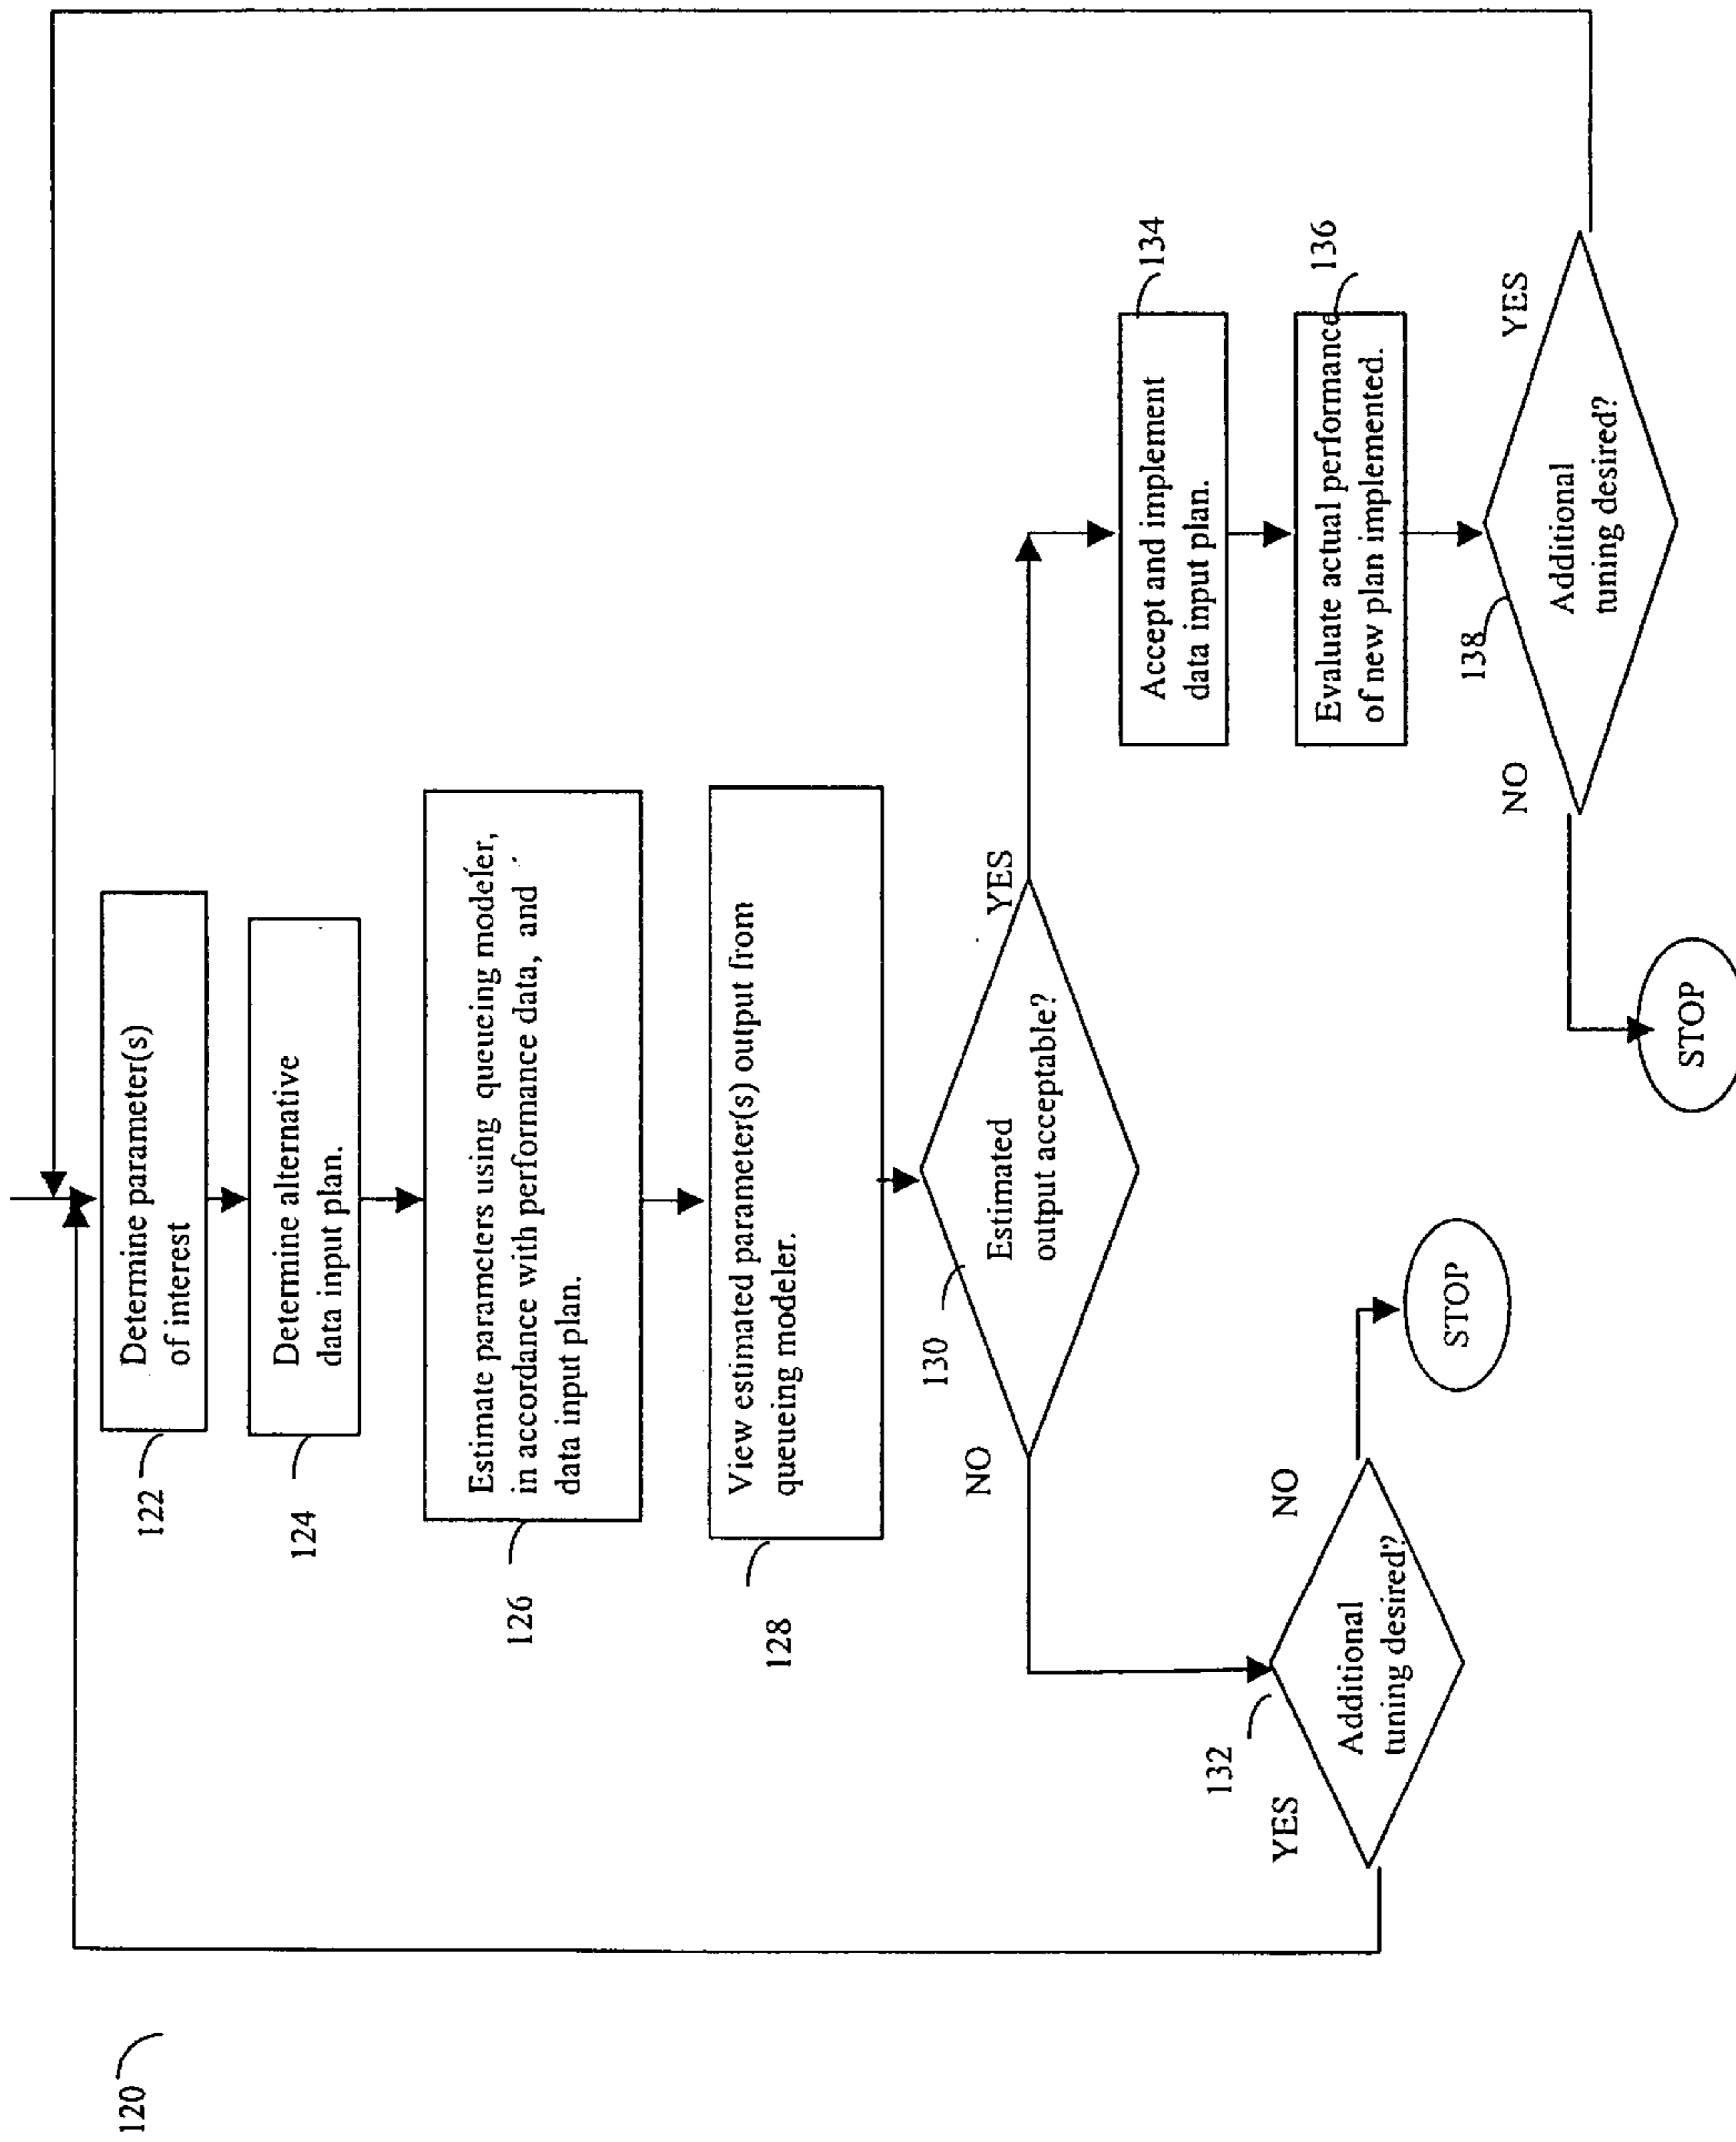 120
122
Determine parameter(s)
of interest
124
Determine alternative
data input plan.
126
Estimate parameters using queueing modeler,
in accordance with performance data, and
data input plan.
128
View estimated parameter(s) output from
queueing modeler.
130
Estimated
output acceptable?
NO
YES
132
Additional
tuning desired?
YES
NO
STOP
134
Accept and implement
data input plan.
136
Evaluate actual performance
of new plan implemented.
138
Additional
tuning desired?
NO
YES
STOP